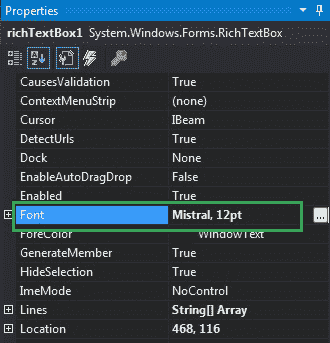 Properties
richTextBox1 System.Windows.Forms.RichTextBox
CausesValidation True
ContextMenuStrip (none)
Cursor IBeam
DetectUrls True
Dock None
EnableAutoDragDrop False
Enabled True
Font Mistral, 12pt ...
ForeColor WindowText
GenerateMember True
HideSelection True
ImeMode NoControl
Lines String[] Array
Location 468, 116